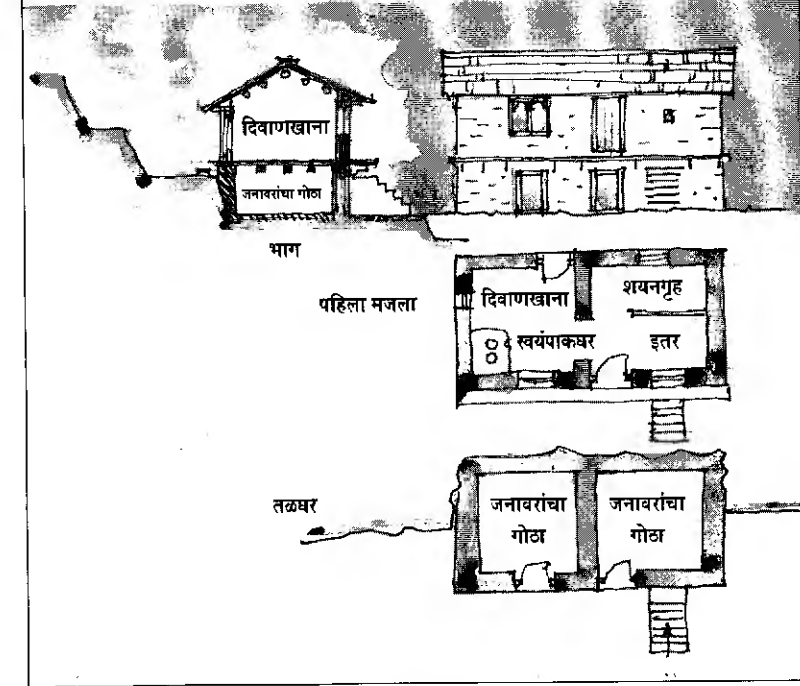 दिवाणखाना
जनावरांचा गोठा
भाग
पहिला मजला
दिवाणखाना
शयनगृह
स्वयंपाकघर
इतर
तळघर
जनावरांचा
गोठा
जनावरांचा
गोठा